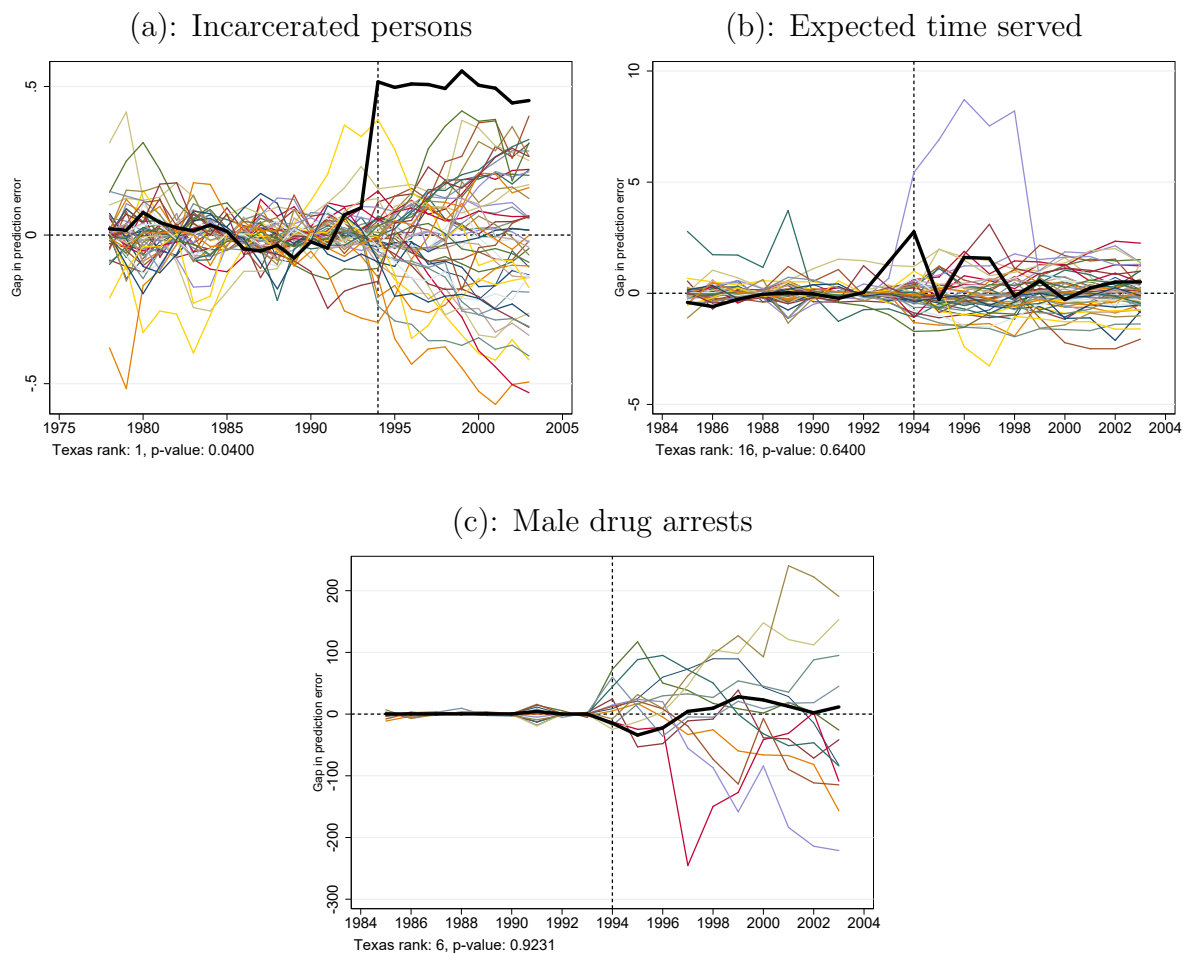 (a): Incarcerated persons
Gap in prediction error
.5
0
-.5
1975 1980 1985 1990 1995 2000 2005
Texas rank: 1, p-value: 0.0400
(b): Expected time served
Gap in prediction error
10
5
0
-5
1984 1986 1988 1990 1992 1994 1996 1998 2000 2002 2004
Texas rank: 16, p-value: 0.6400
(c): Male drug arrests
Gap in prediction error
200
100
0
-100
-200
-300
1984 1986 1988 1990 1992 1994 1996 1998 2000 2002 2004
Texas rank: 6, p-value: 0.9231